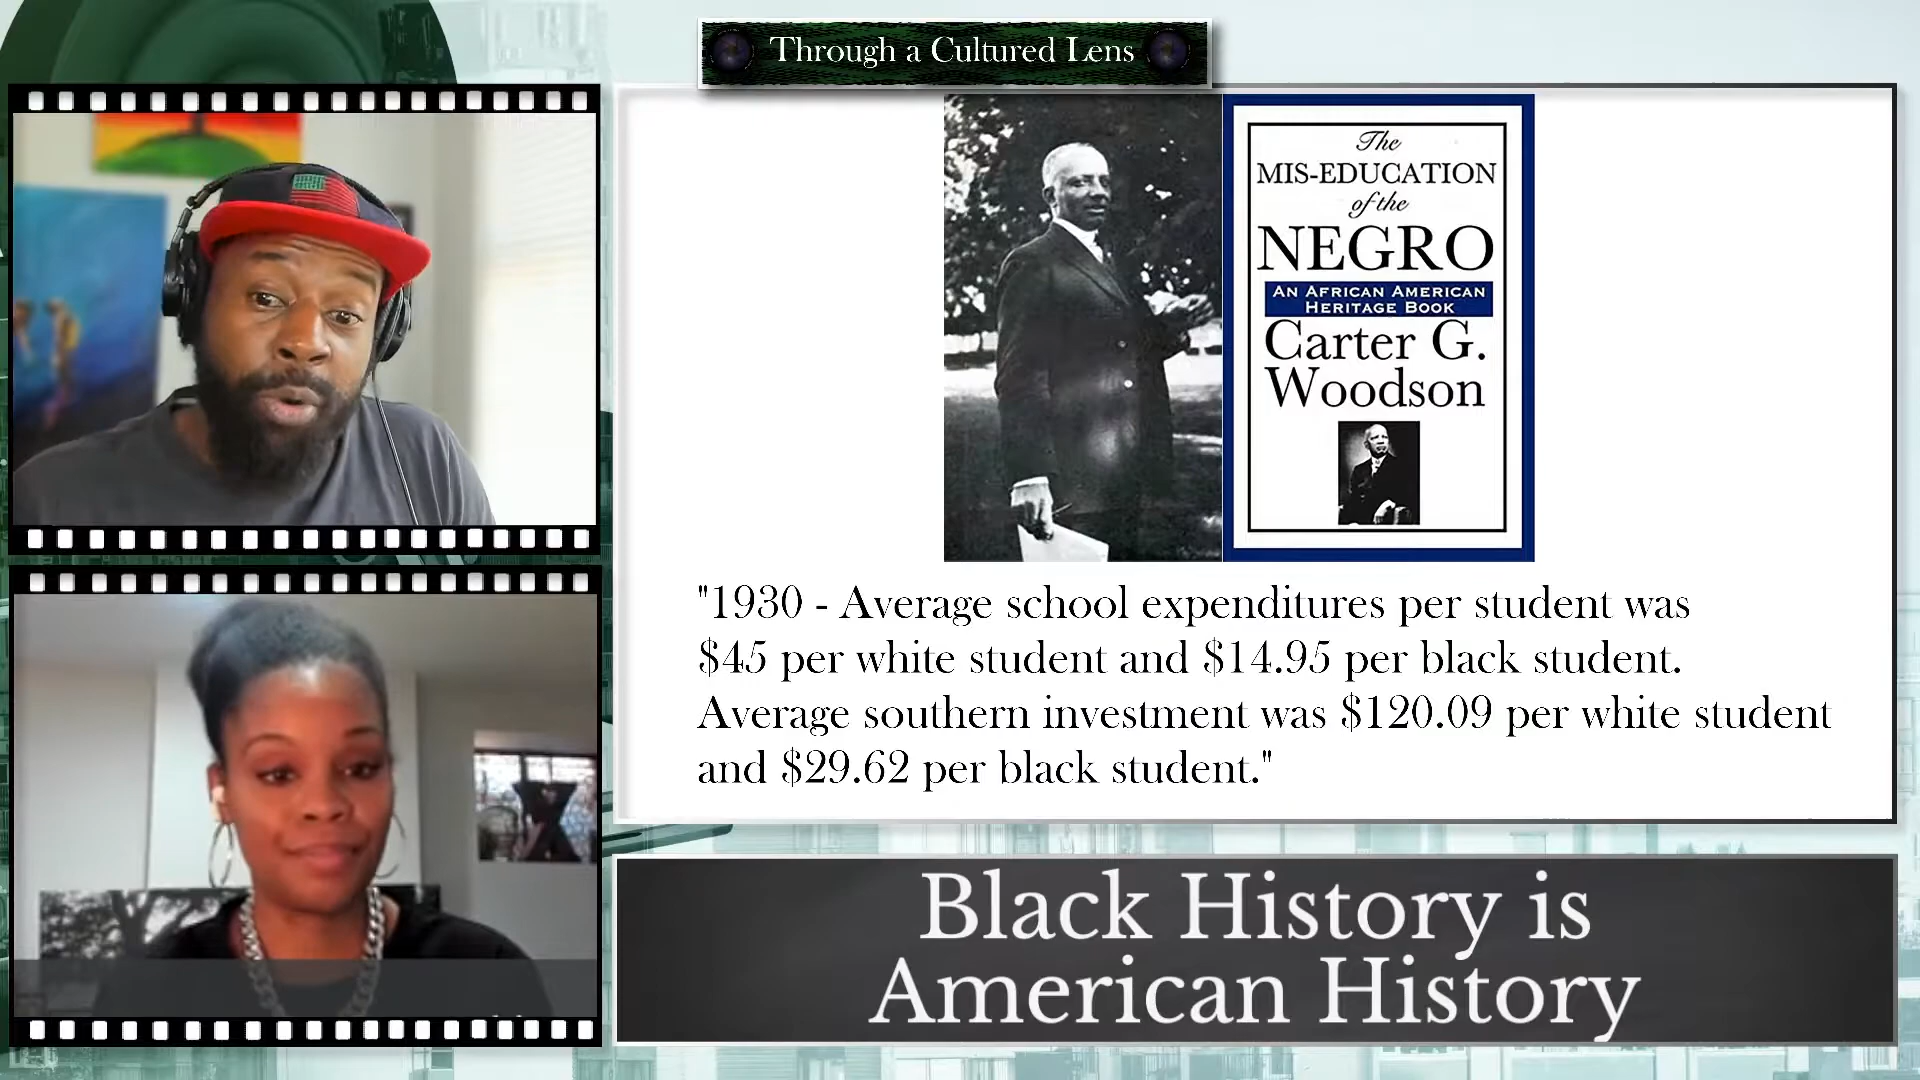 Through a Cultured Lens
The
MIS-EDUCATION
of the
NEGRO
AN AFRICAN AMERICAN
HERITAGE BOOK
Carter G.
Woodson
"1930 - Average school expenditures per student was
$45 per white student and $14.95 per black student.
Average southern investment was $120.09 per white student
and $29.62 per black student."
Black History is
American History